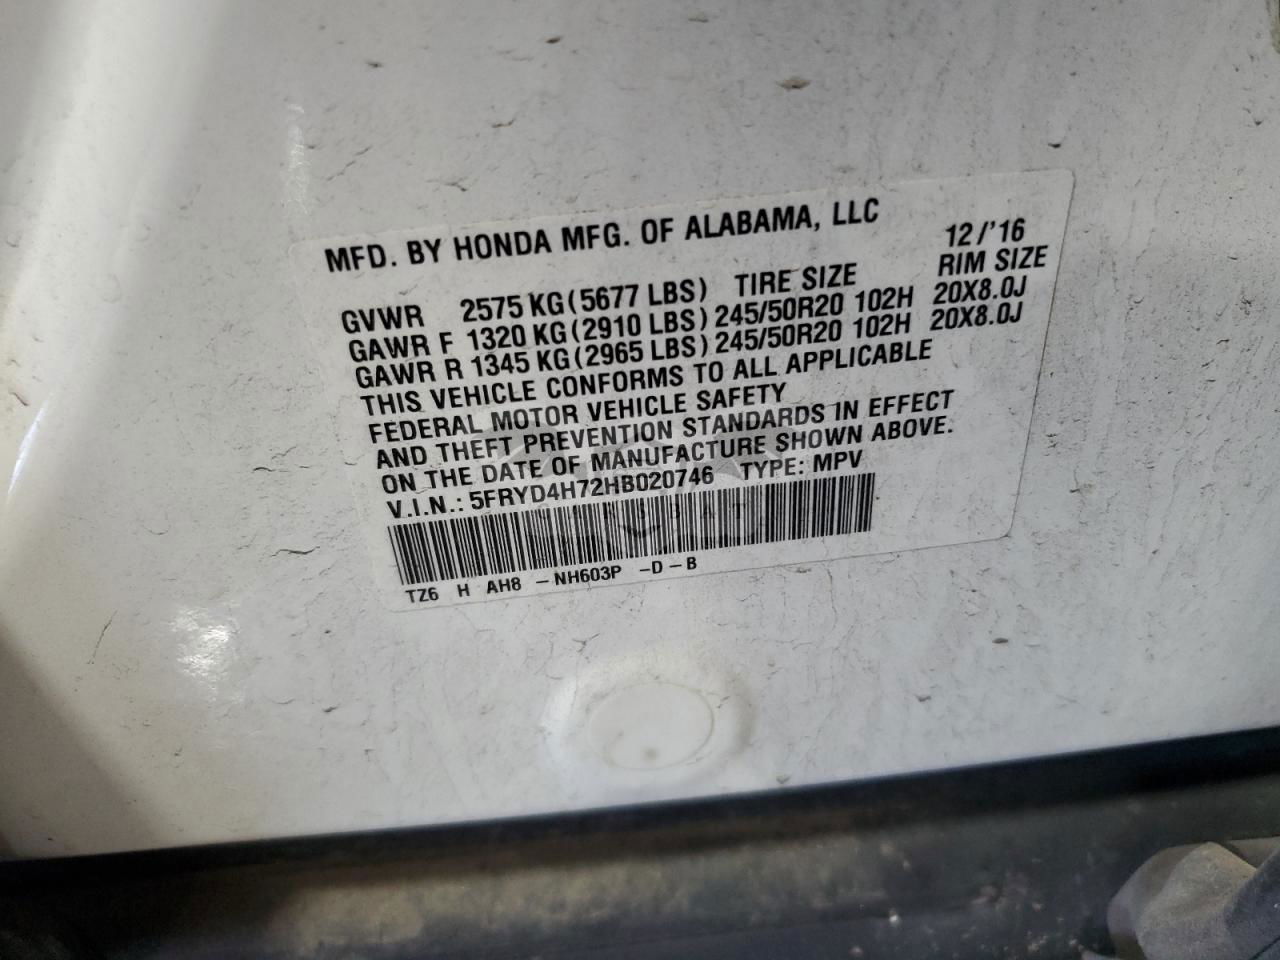 MFD. BY HONDA MFG. OF ALABAMA, LLC
12/'16
GVWR 2575 KG (5677 LBS) TIRE SIZE RIM SIZE
GAWR F 1320 KG (2910 LBS) 245/50R20 102H 20X8.0J
GAWR R 1345 KG (2965 LBS) 245/50R20 102H 20X8.0J
THIS VEHICLE CONFORMS TO ALL APPLICABLE
FEDERAL MOTOR VEHICLE SAFETY
AND THEFT PREVENTION STANDARDS IN EFFECT
ON THE DATE OF MANUFACTURE SHOWN ABOVE.
V.I.N.: 5FRYD4H72HB020746 TYPE: MPV
TZ6 H AH8 -NH603P -D-B